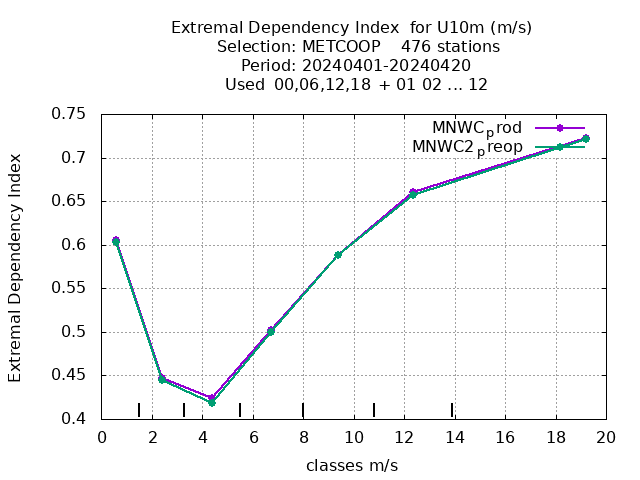 Extremal Dependency Index  for U10m (m/s)
Selection: METCOOP    476 stations
Period: 20240401-20240420
Used  00,06,12,18 + 01 02 ... 12
MNWCprod
MNWC2preop
0.75
0.7
0.65
0.6
0.55
0.5
0.45
0.4
Extremal Dependency Index
0 2 4 6 8 10 12 14 16 18 20
classes m/s